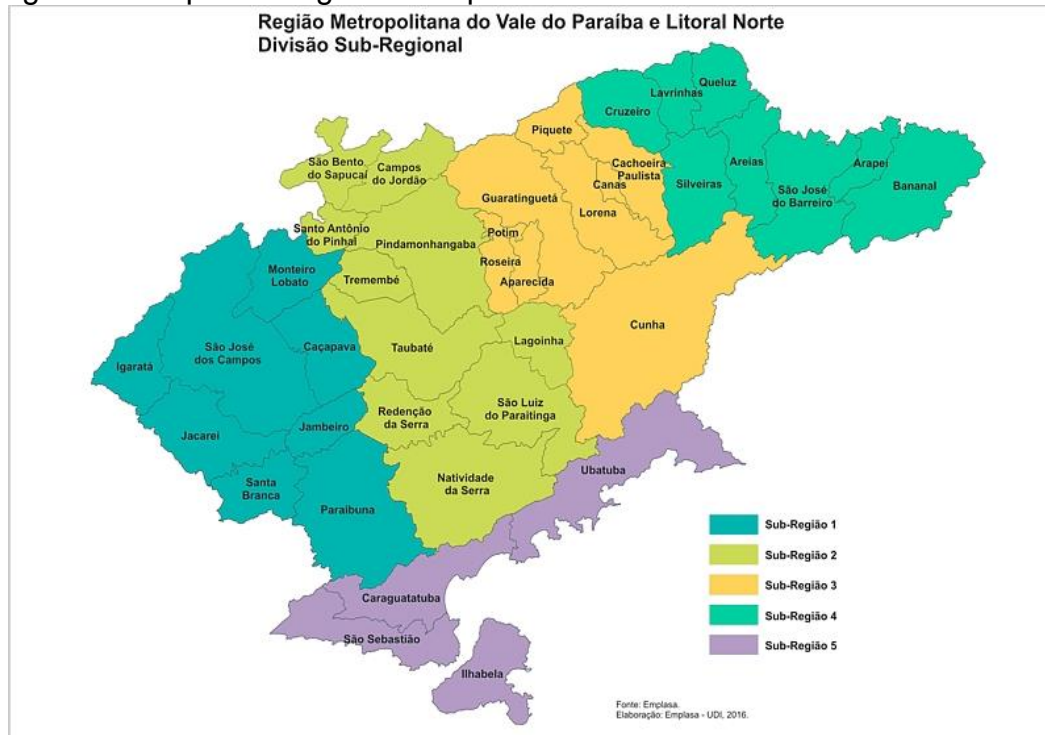 Região Metropolitana do Vale do Paraíba e Litoral Norte
Divisão Sub-Regional
Queluz
Lavrinhas
Cruzeiro
Piquete
Cachoeira
Paulista
Areias
Arapeí
São José
do Barreiro
Bananal
Silveiras
Canas
São Bento
do Sapucaí
Campos
do Jordão
Guaratinguetá
Lorena
Santo Antônio
do Pinhal
Pindamonhangaba
Potim
Roseira
Aparecida
Monteiro
Lobato
Tremembé
Cunha
São José
dos Campos
Caçapava
Taubaté
Lagoinha
Igaratá
Redenção
da Serra
São Luiz
do Paraitinga
Jacareí
Jambeiro
Ubatuba
Natividade
da Serra
Santa
Branca
Paraibuna
Caraguatatuba
São Sebastião
Ilhabela
Sub-Região 1
Sub-Região 2
Sub-Região 3
Sub-Região 4
Sub-Região 5
Fonte: Emplasa.
Elaboração: Emplasa - UDI, 2016.